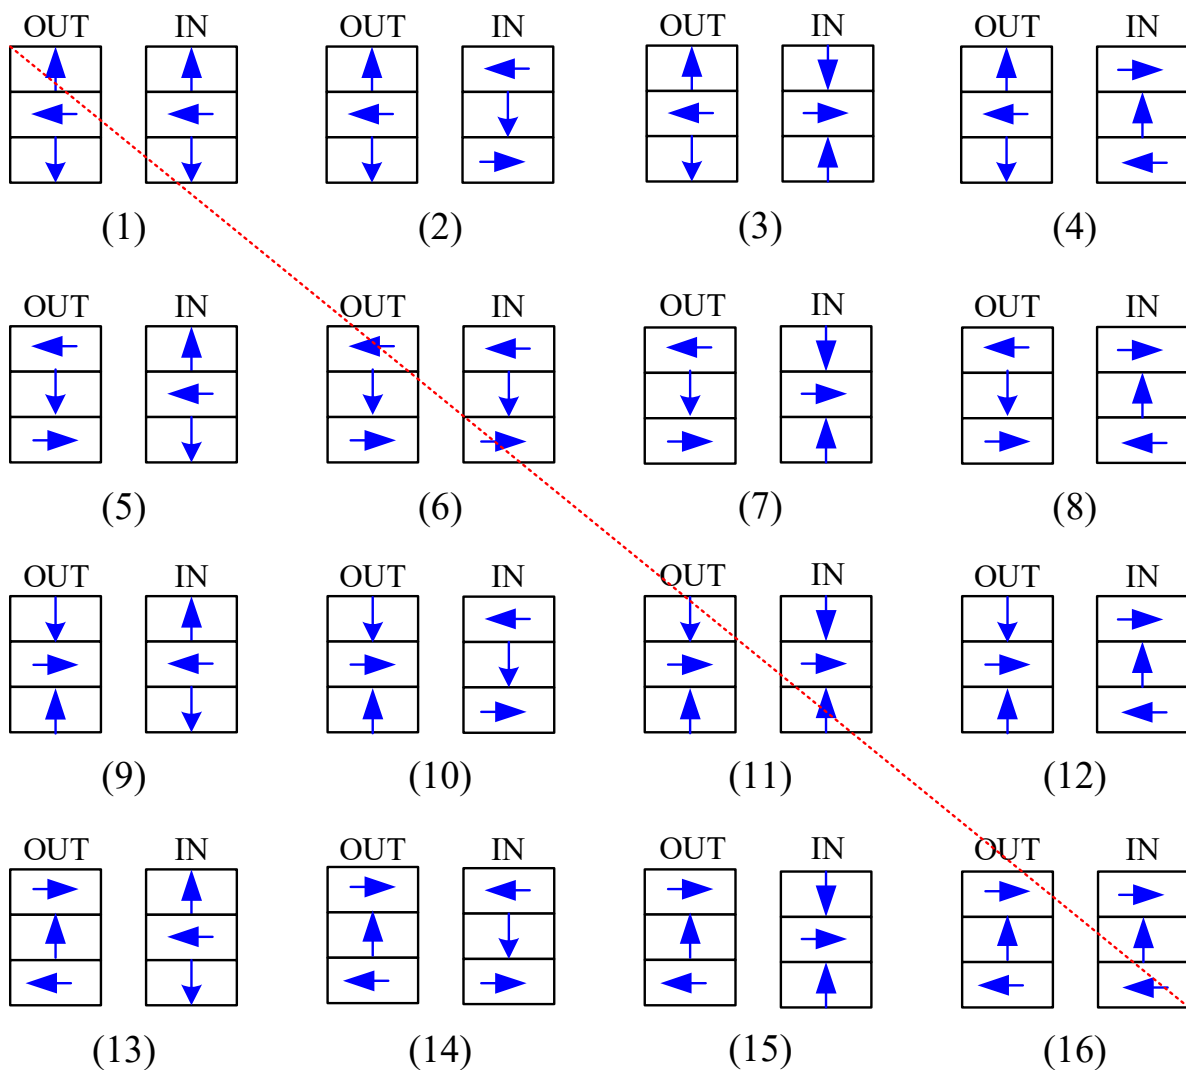 OUT IN OUT IN OUT IN OUT IN
(1) (2) (3) (4)
OUT IN OUT IN OUT IN OUT IN
(5) (6) (7) (8)
OUT IN OUT IN OUT IN OUT IN
(9) (10) (11) (12)
OUT IN OUT IN OUT IN OUT IN
(13) (14) (15) (16)